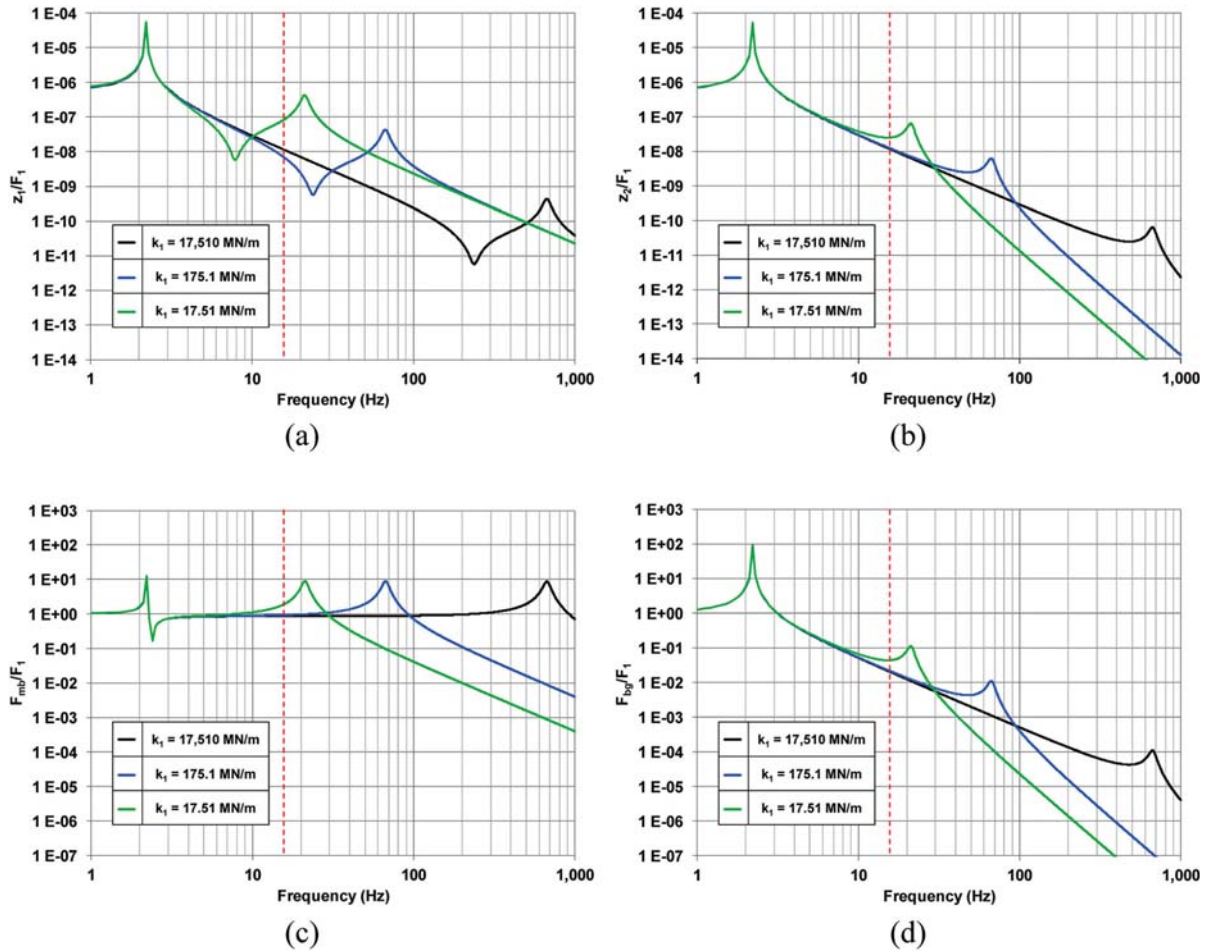 1 E-04
1 E-05
1 E-06
1 E-07
1 E-08
1 E-09
1 E-10
1 E-11
1 E-12
1 E-13
1 E-14
z1/F1
k1 = 17,510 MN/m
k1 = 175.1 MN/m
k1 = 17.51 MN/m
1 10 100 1,000
Frequency (Hz)
(a)
1 E-04
1 E-05
1 E-06
1 E-07
1 E-08
1 E-09
1 E-10
1 E-11
1 E-12
1 E-13
1 E-14
z2/F1
k1 = 17,510 MN/m
k1 = 175.1 MN/m
k1 = 17.51 MN/m
1 10 100 1,000
Frequency (Hz)
(b)
1 E+03
1 E+02
1 E+01
1 E+00
1 E-01
1 E-02
1 E-03
1 E-04
1 E-05
1 E-06
1 E-07
Fmb/F1
k1 = 17,510 MN/m
k1 = 175.1 MN/m
k1 = 17.51 MN/m
1 10 100 1,000
Frequency (Hz)
(c)
1 E+03
1 E+02
1 E+01
1 E+00
1 E-01
1 E-02
1 E-03
1 E-04
1 E-05
1 E-06
1 E-07
Fbg/F1
k1 = 17,510 MN/m
k1 = 175.1 MN/m
k1 = 17.51 MN/m
1 10 100 1,000
Frequency (Hz)
(d)